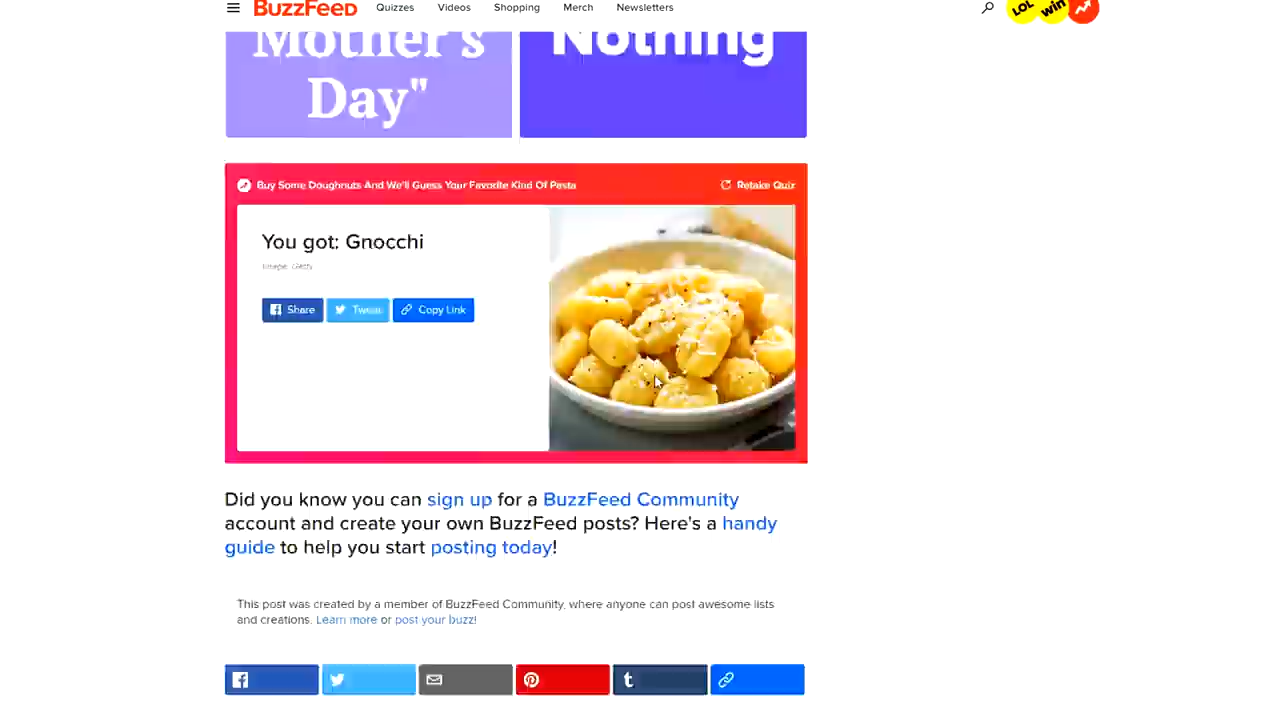 BuzzFeed Quizzes Videos Shopping Merch Newsletters LOL win
Mother's
Day"
Nothing
Buy Some Doughnuts And We'll Guess Your Favorite Kind Of Pasta Retake Quiz
You got: Gnocchi
Image: Getty
Share Tweet Copy Link
Did you know you can sign up for a BuzzFeed Community
account and create your own BuzzFeed posts? Here's a handy
guide to help you start posting today!
This post was created by a member of BuzzFeed Community, where anyone can post awesome lists
and creations. Learn more or post your buzz!